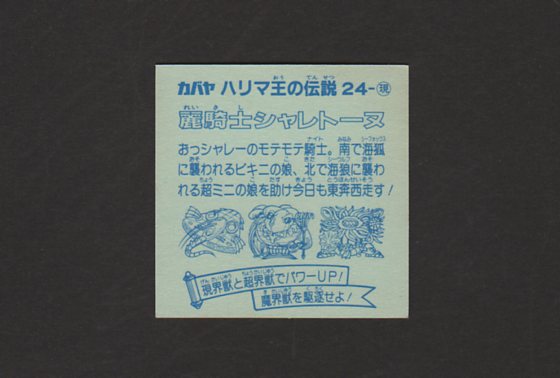 カバヤ ハリマ王の伝説 24-現
麗騎士シャレトーヌ
おっシャレーのモテモテ騎士。南で海狐
に襲われるビキニの娘、北で海狼に襲わ
れる超ミニの娘を助け今日も東奔西走す!
現界獣と超界獣でパワーUP!
魔界獣を駆逐せよ!